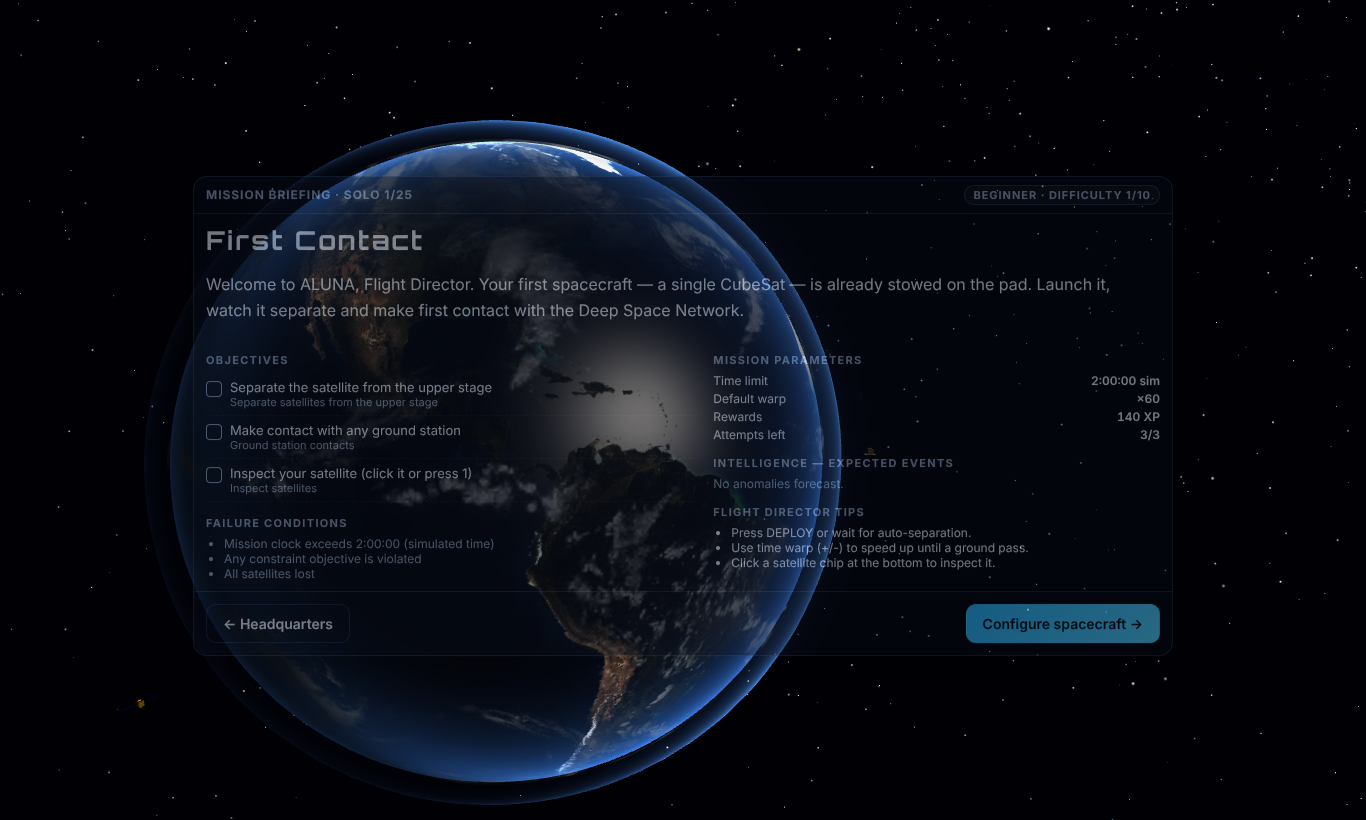 MISSION BRIEFING · SOLO 1/25
BEGINNER · DIFFICULTY 1/10
First Contact
Welcome to ALUNA, Flight Director. Your first spacecraft — a single CubeSat — is already stowed on the pad. Launch it,
watch it separate and make first contact with the Deep Space Network.
OBJECTIVES
Separate the satellite from the upper stage
Separate satellites from the upper stage
Make contact with any ground station
Ground station contacts
Inspect your satellite (click it or press 1)
Inspect satellites
FAILURE CONDITIONS
• Mission clock exceeds 2:00:00 (simulated time)
• Any constraint objective is violated
• All satellites lost
MISSION PARAMETERS
Time limit 2:00:00 sim
Default warp ×60
Rewards 140 XP
Attempts left 3/3
INTELLIGENCE — EXPECTED EVENTS
No anomalies forecast.
FLIGHT DIRECTOR TIPS
• Press DEPLOY or wait for auto-separation.
• Use time warp (+/-) to speed up until a ground pass.
• Click a satellite chip at the bottom to inspect it.
← Headquarters
Configure spacecraft →